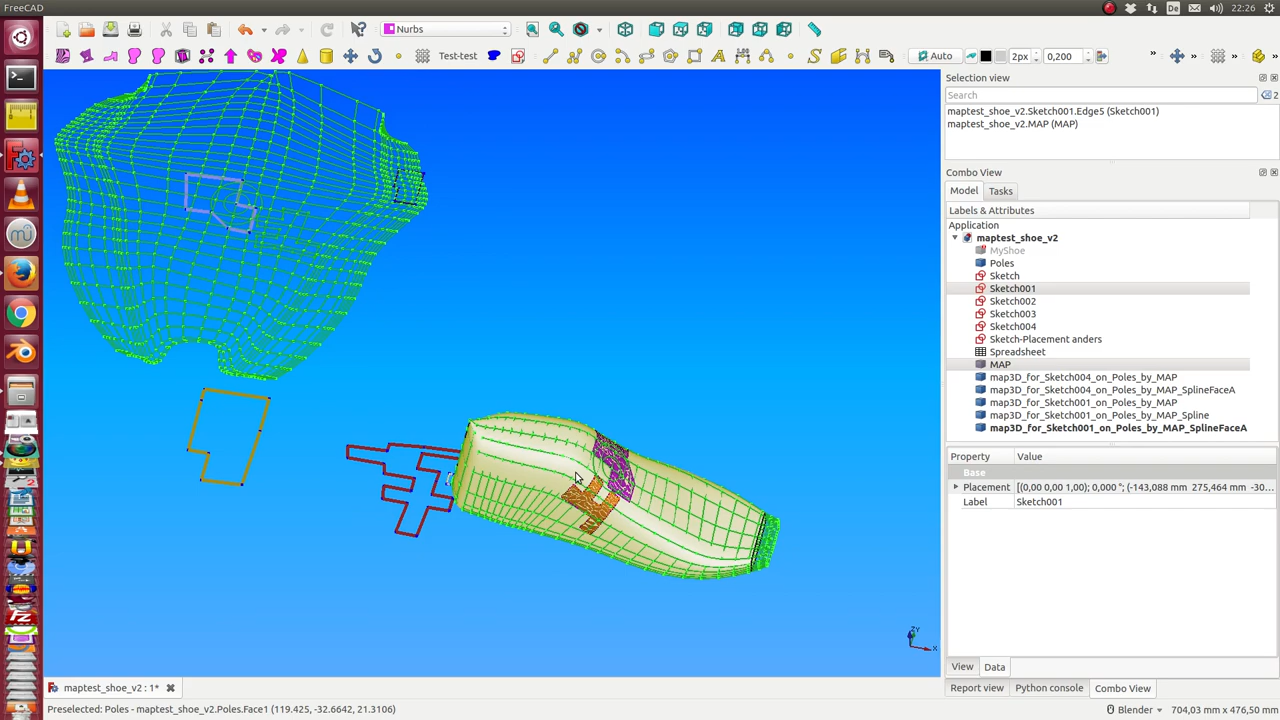 FreeCAD
De
22:26
Nurbs
Test-test
Auto
2px
0,200
»
»
»
»
Selection view
Search
2
maptest_shoe_v2.Sketch001.Edge5 (Sketch001)
maptest_shoe_v2.MAP (MAP)
Combo View
Model
Tasks
Labels & Attributes
Application
maptest_shoe_v2
MyShoe
Poles
Sketch
Sketch001
Sketch002
Sketch003
Sketch004
Sketch-Placement anders
Spreadsheet
MAP
map3D_for_Sketch004_on_Poles_by_MAP
map3D_for_Sketch004_on_Poles_by_MAP_SplineFaceA
map3D_for_Sketch001_on_Poles_by_MAP
map3D_for_Sketch001_on_Poles_by_MAP_Spline
map3D_for_Sketch001_on_Poles_by_MAP_SplineFaceA
Property
Value
Base
Placement
[(0,00 0,00 1,00); 0,000 °; (-143,088 mm 275,464 mm -30...
Label
Sketch001
ZY
X
View
Data
maptest_shoe_v2 : 1*
Report view
Python console
Combo View
Preselected: Poles - maptest_shoe_v2.Poles.Face1 (119.425, -32.6642, 21.3106)
Blender
704,03 mm x 476,50 mm